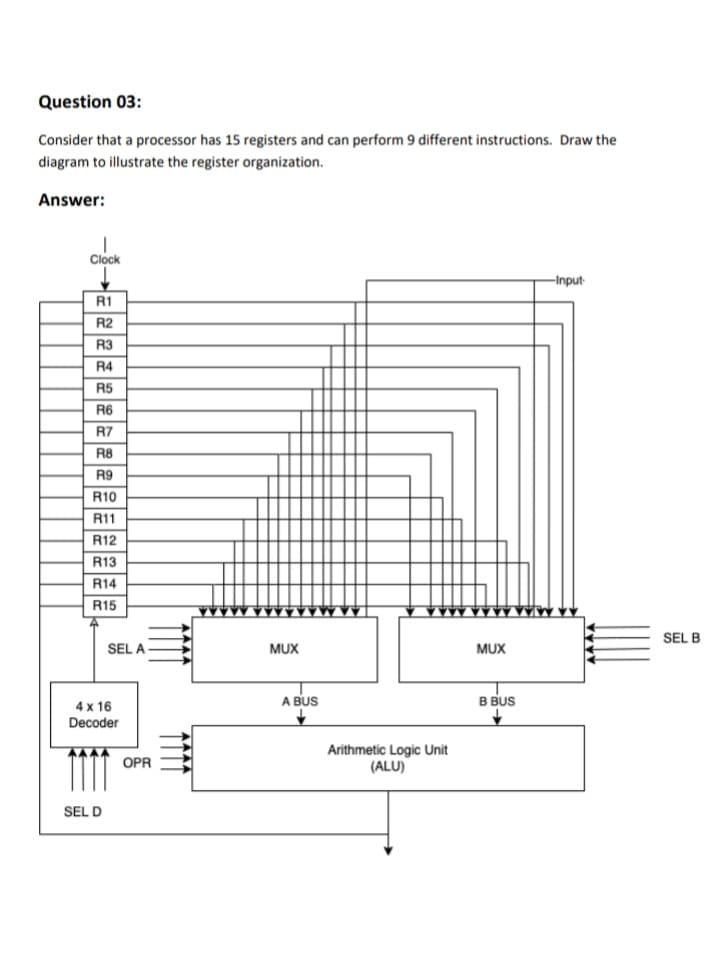 Question 03:
Consider that a processor has 15 registers and can perform 9 different instructions. Draw the
diagram to illustrate the register organization.
Answer:
Clock
-Input-
R1
R2
R3
R4
R5
R6
R7
R8
R9
R10
R11
R12
R13
R14
R15
SEL A
MUX
MUX
SEL B
4 x 16
Decoder
A BUS
B BUS
OPR
Arithmetic Logic Unit
(ALU)
SEL D